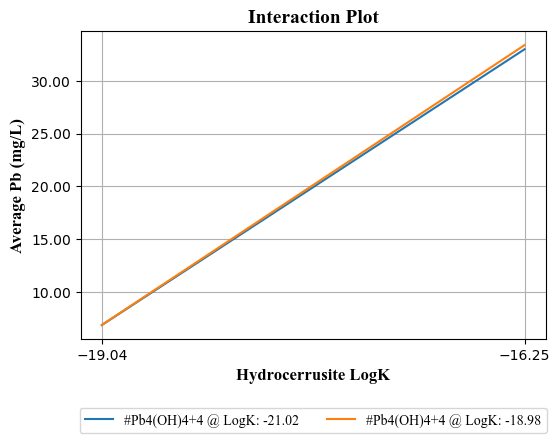 Interaction Plot
30.00
25.00
20.00
15.00
10.00
Average Pb (mg/L)
−19.04 −16.25
Hydrocerrusite LogK
#Pb4(OH)4+4 @ LogK: -21.02 #Pb4(OH)4+4 @ LogK: -18.98